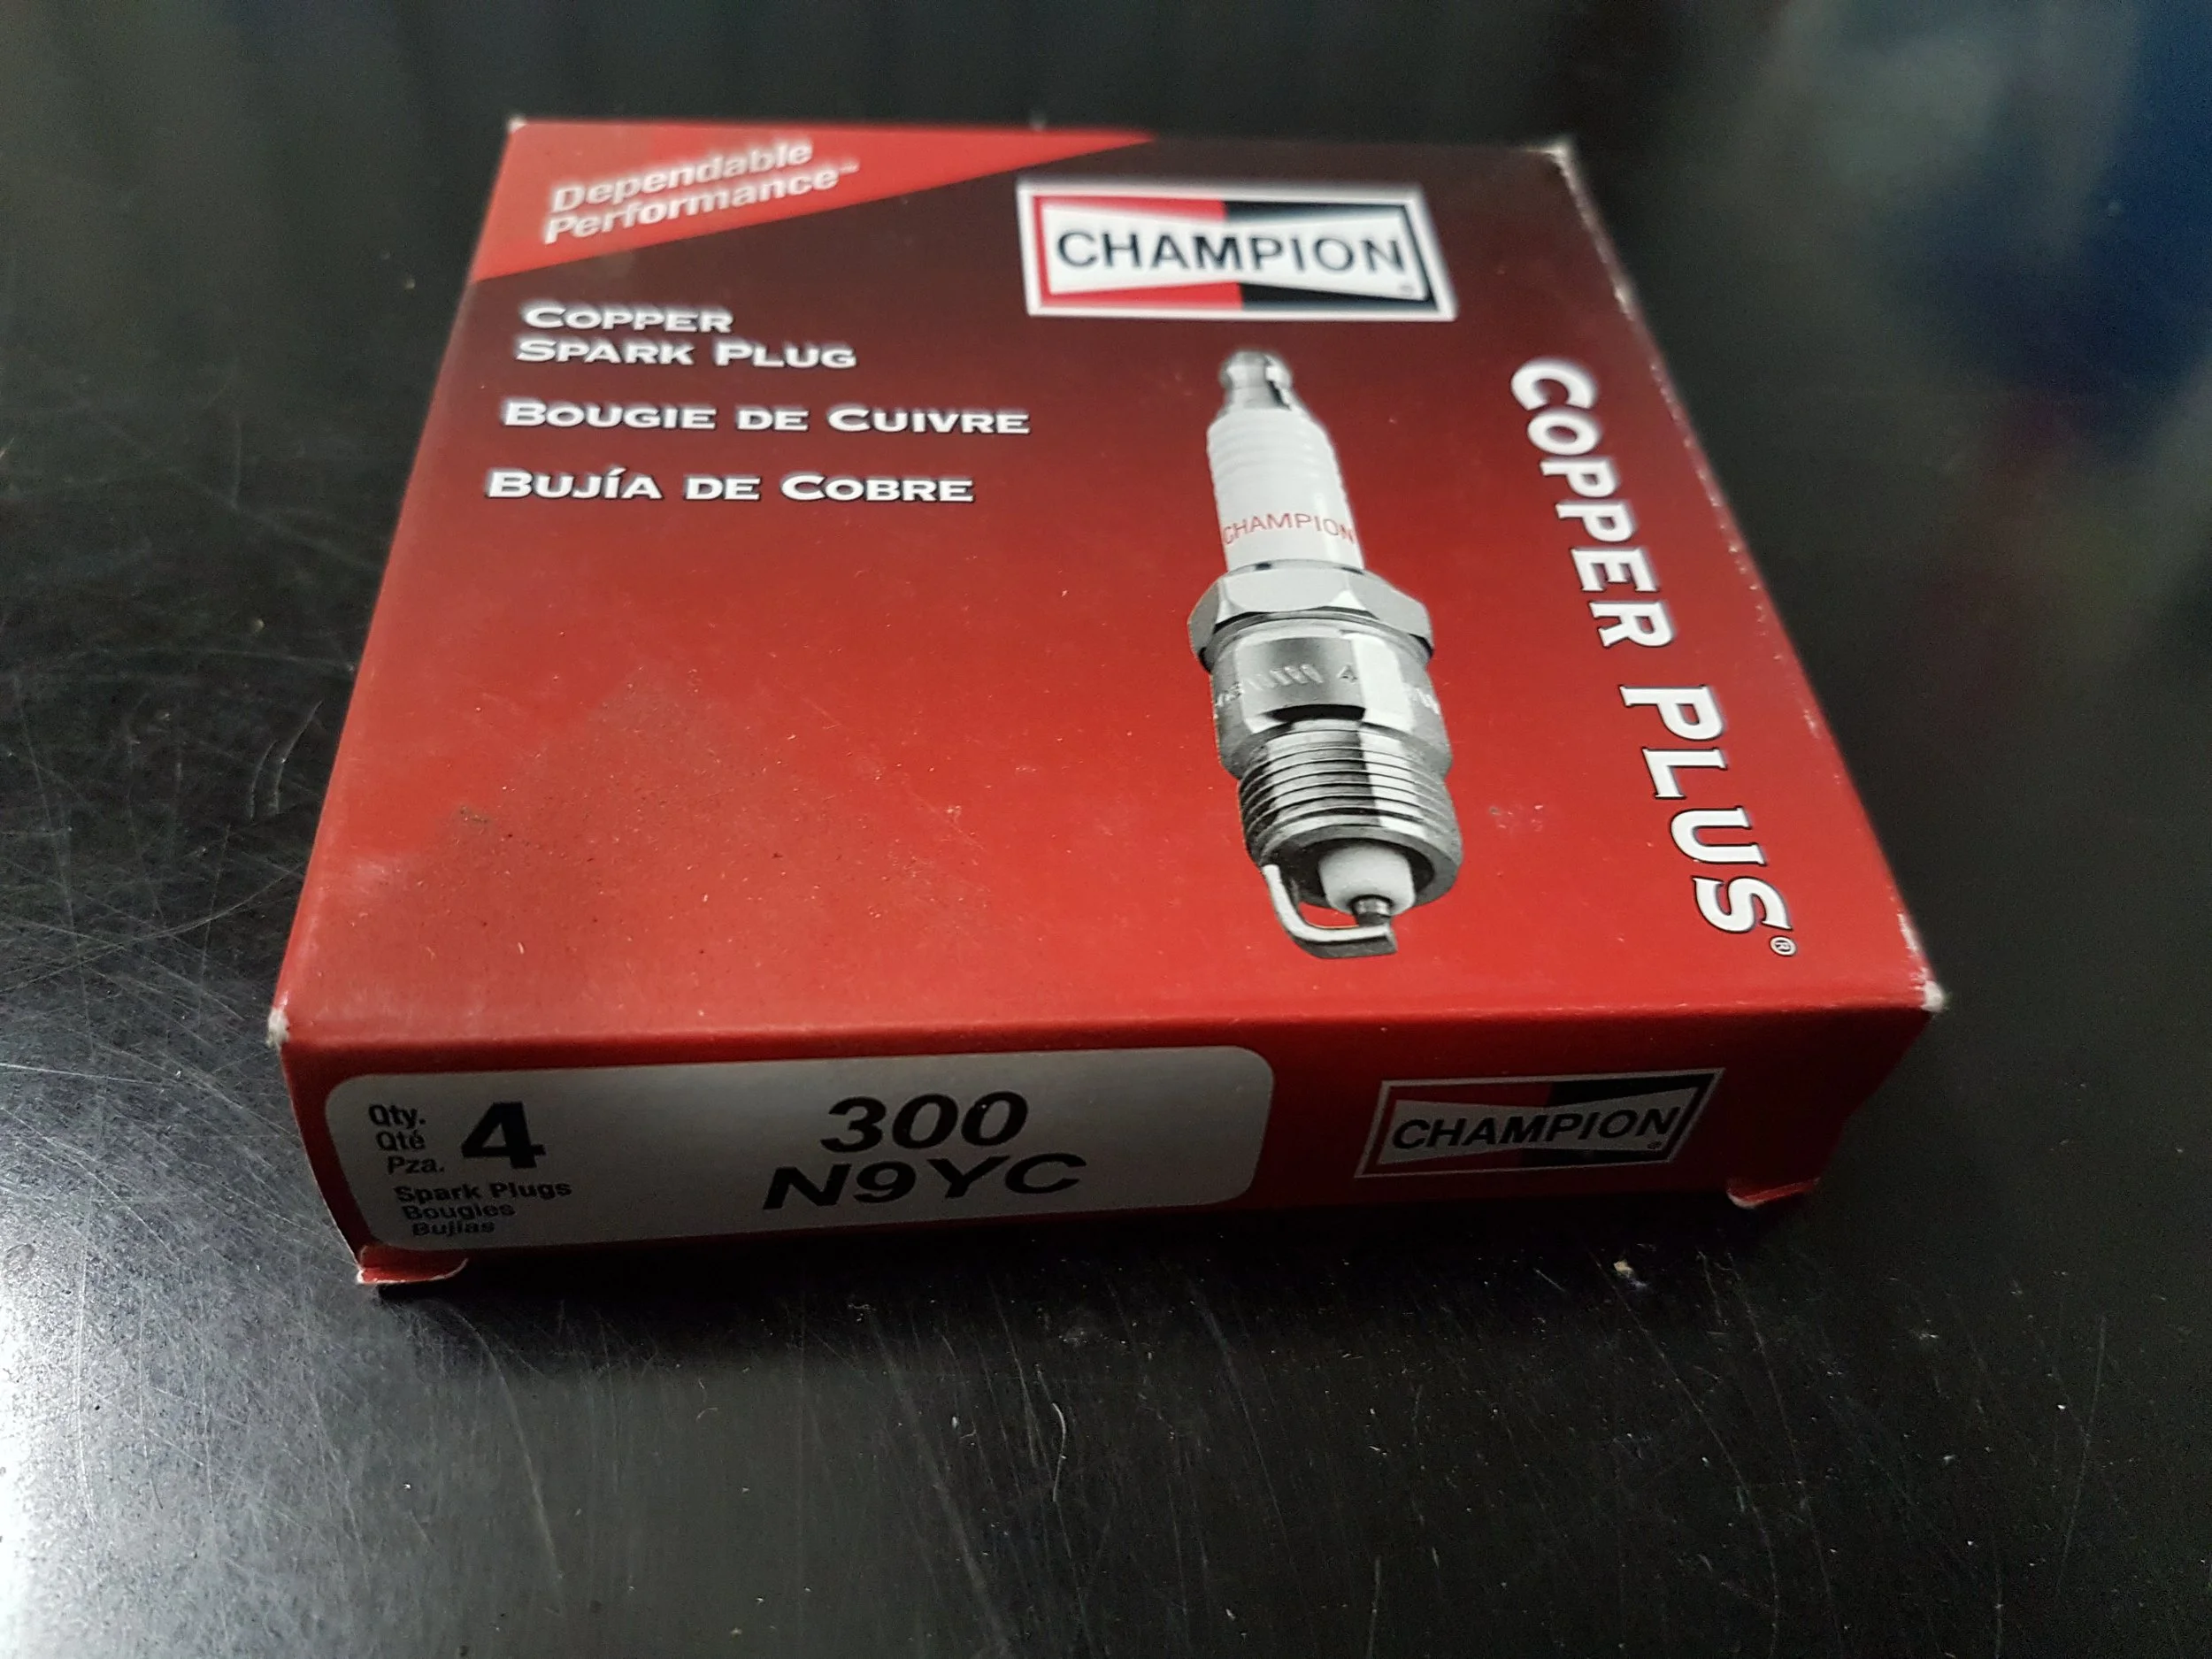 Dependable
Performance™
CHAMPION
COPPER
SPARK PLUG
BOUGIE DE CUIVRE
BUJÍA DE COBRE
CHAMPION
COPPER PLUS®
Qty.
Qté
Pza.
4
Spark Plugs
Bougies
Bujías
300
N9YC
CHAMPION